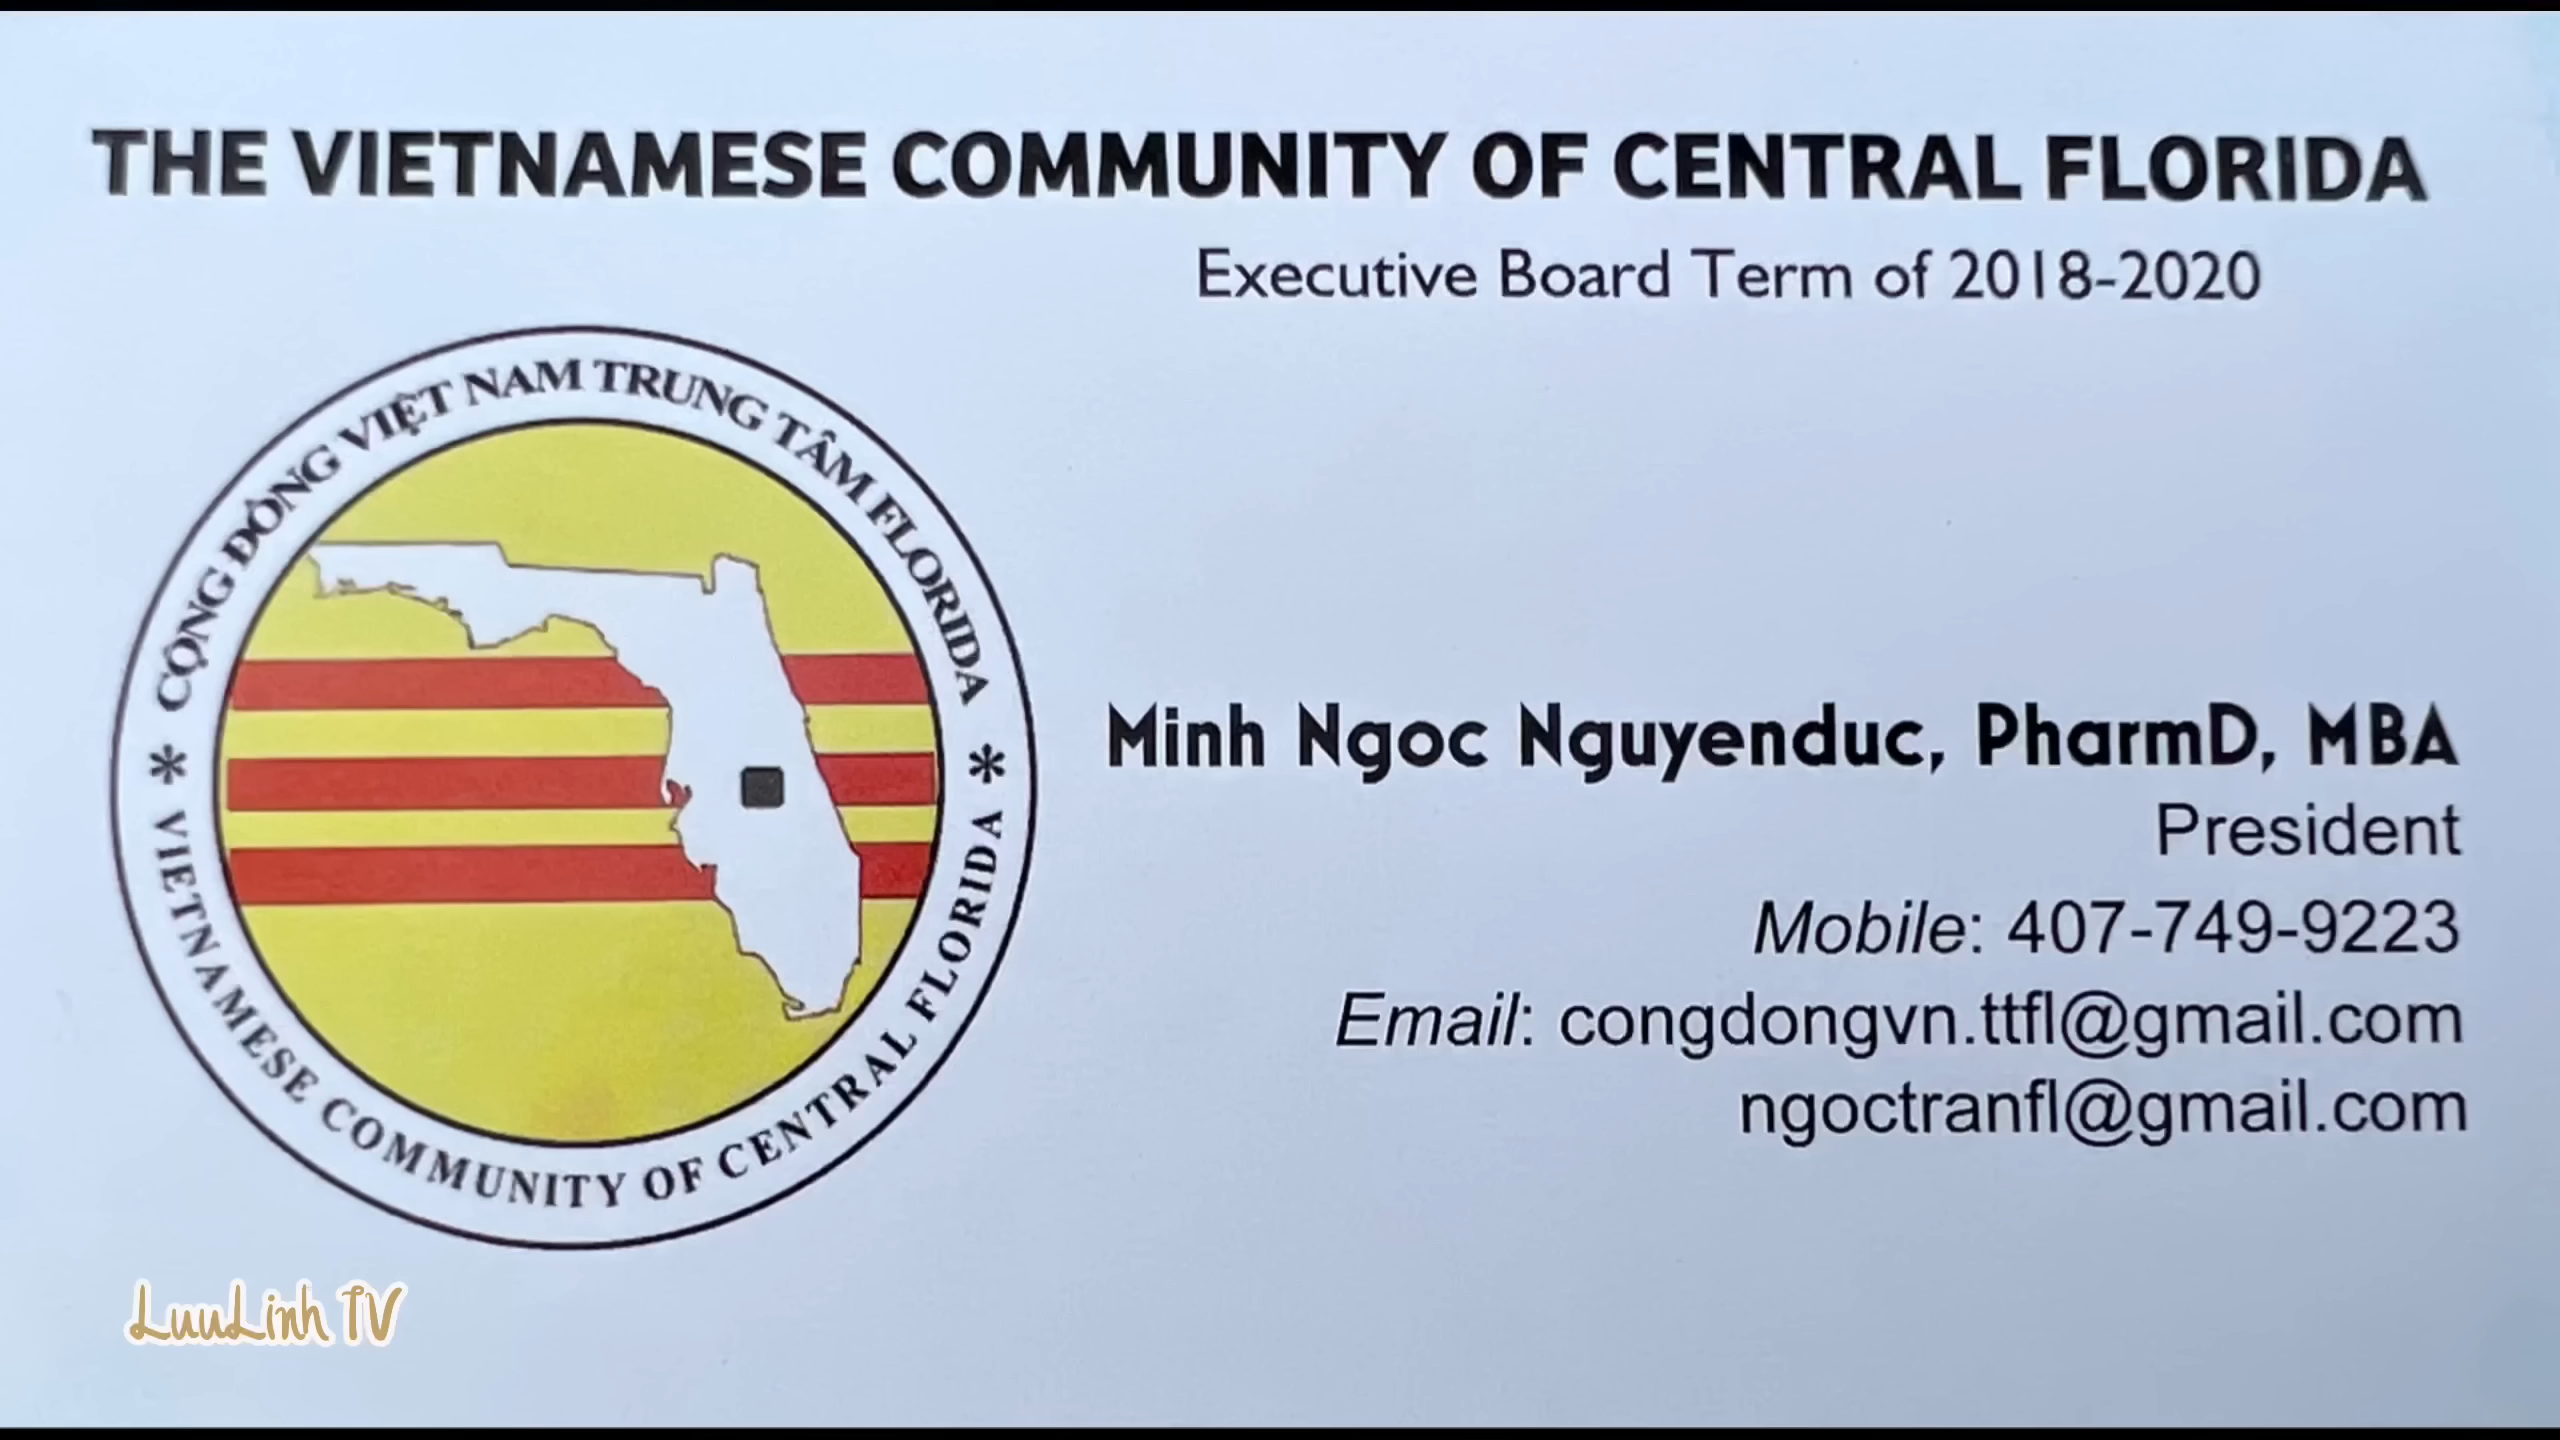 THE VIETNAMESE COMMUNITY OF CENTRAL FLORIDA
Executive Board Term of 2018-2020
CỘNG ĐỒNG VIỆT NAM TRUNG TÂM FLORIDA
* VIETNAMESE COMMUNITY OF CENTRAL FLORIDA *
Minh Ngoc Nguyenduc, PharmD, MBA
President
Mobile: 407-749-9223
Email: congdongvn.ttfl@gmail.com
ngoctranfl@gmail.com
LuuLinh TV